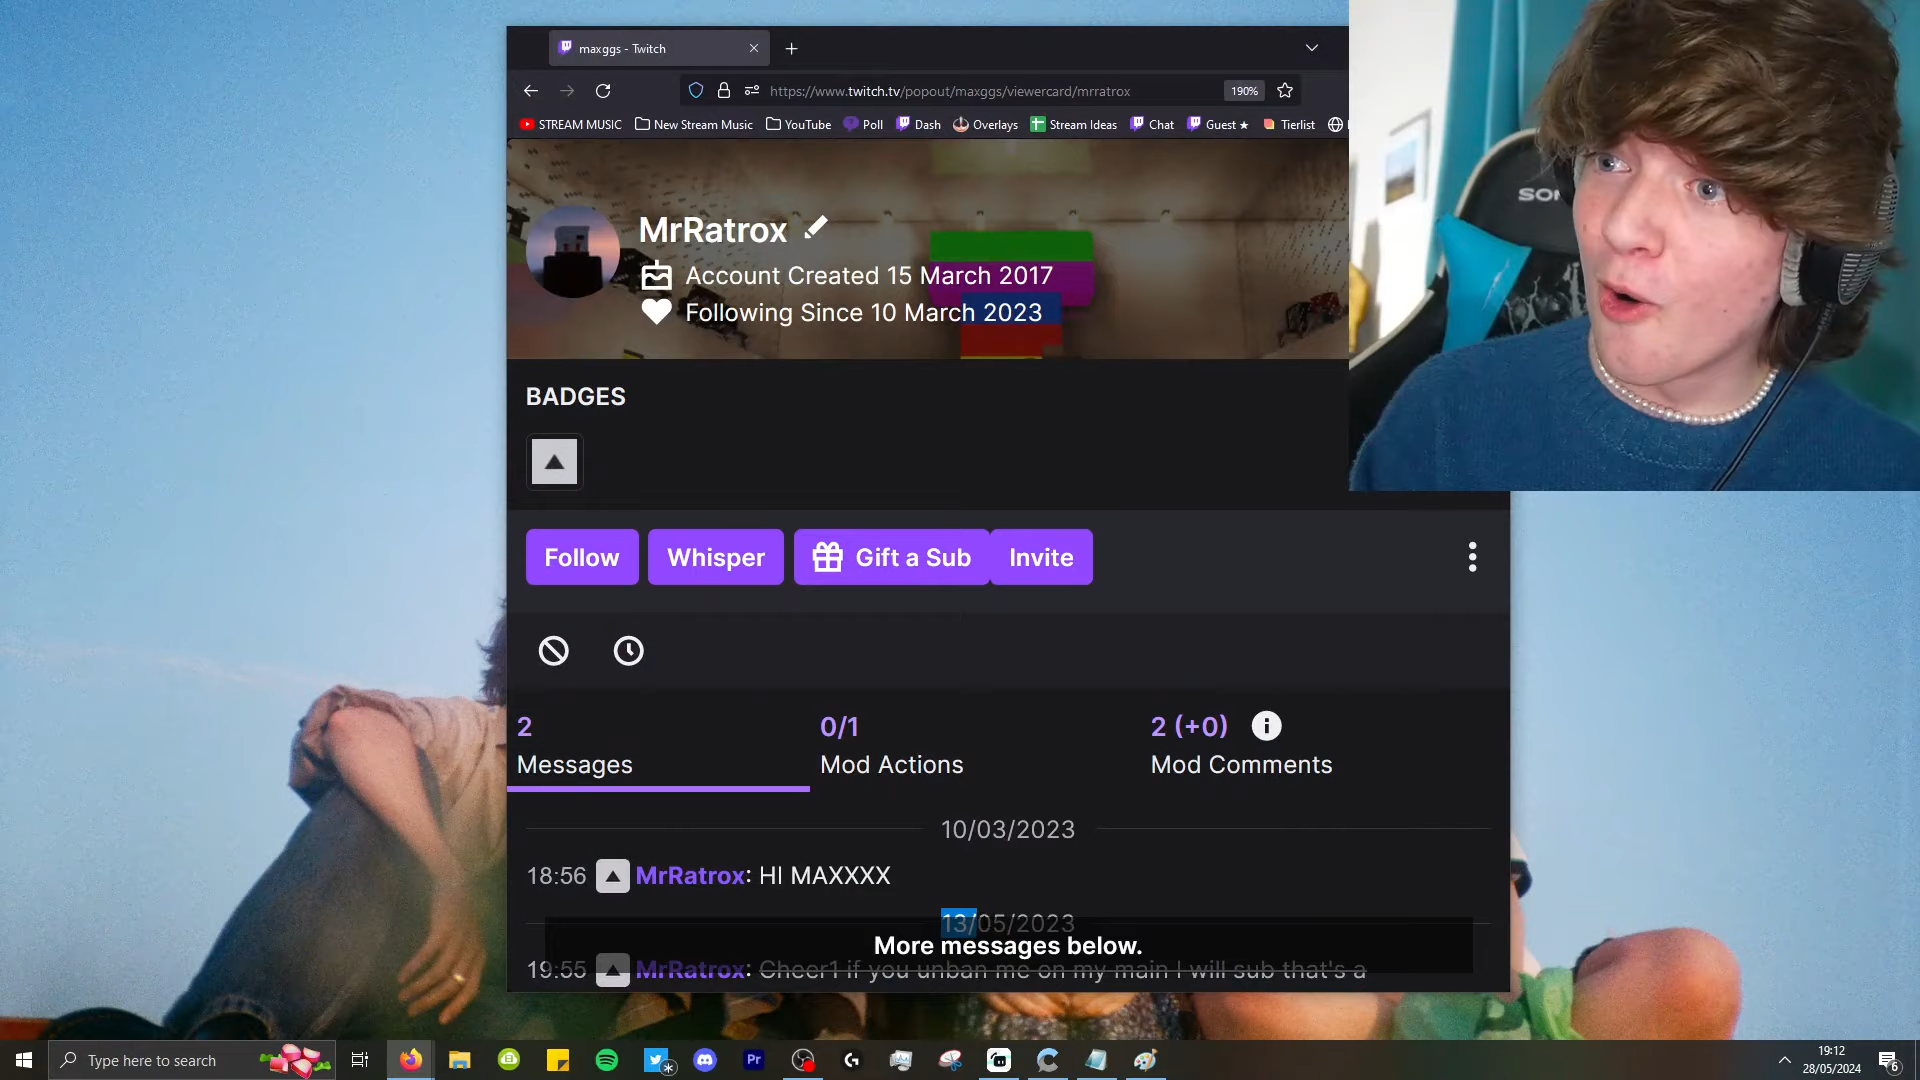 maxggs - Twitch
https://www.twitch.tv/popout/maxggs/viewercard/mrratrox
190%
STREAM MUSIC
New Stream Music
YouTube
Poll
Dash
Overlays
Stream Ideas
Chat
Guest ★
Tierlist
MrRatrox
Account Created 15 March 2017
Following Since 10 March 2023
BADGES
Follow
Whisper
Gift a Sub
Invite
2
Messages
0/1
Mod Actions
2 (+0)
Mod Comments
10/03/2023
18:56 MrRatrox: HI MAXXXX
13/05/2023
More messages below.
19:55 MrRatrox: Cheer1 if you unban me on my main I will sub that's a
Type here to search
Pr
19:12
28/05/2024
6